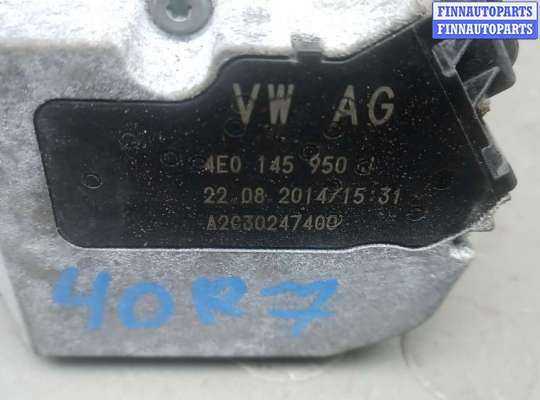 FINNAUTOPARTS
FINNAUTOPARTS
VW AG
4E0 145 950 J
22 08 2014/15:31
A2C30247400
40R7